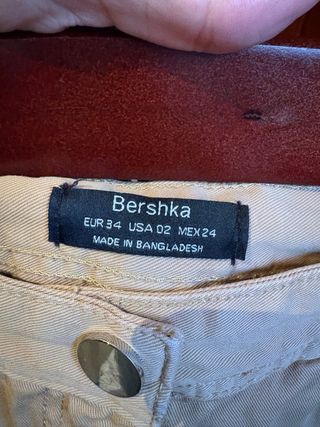 Bershka
EUR 34 USA 02 MEX 24
MADE IN BANGLADESH